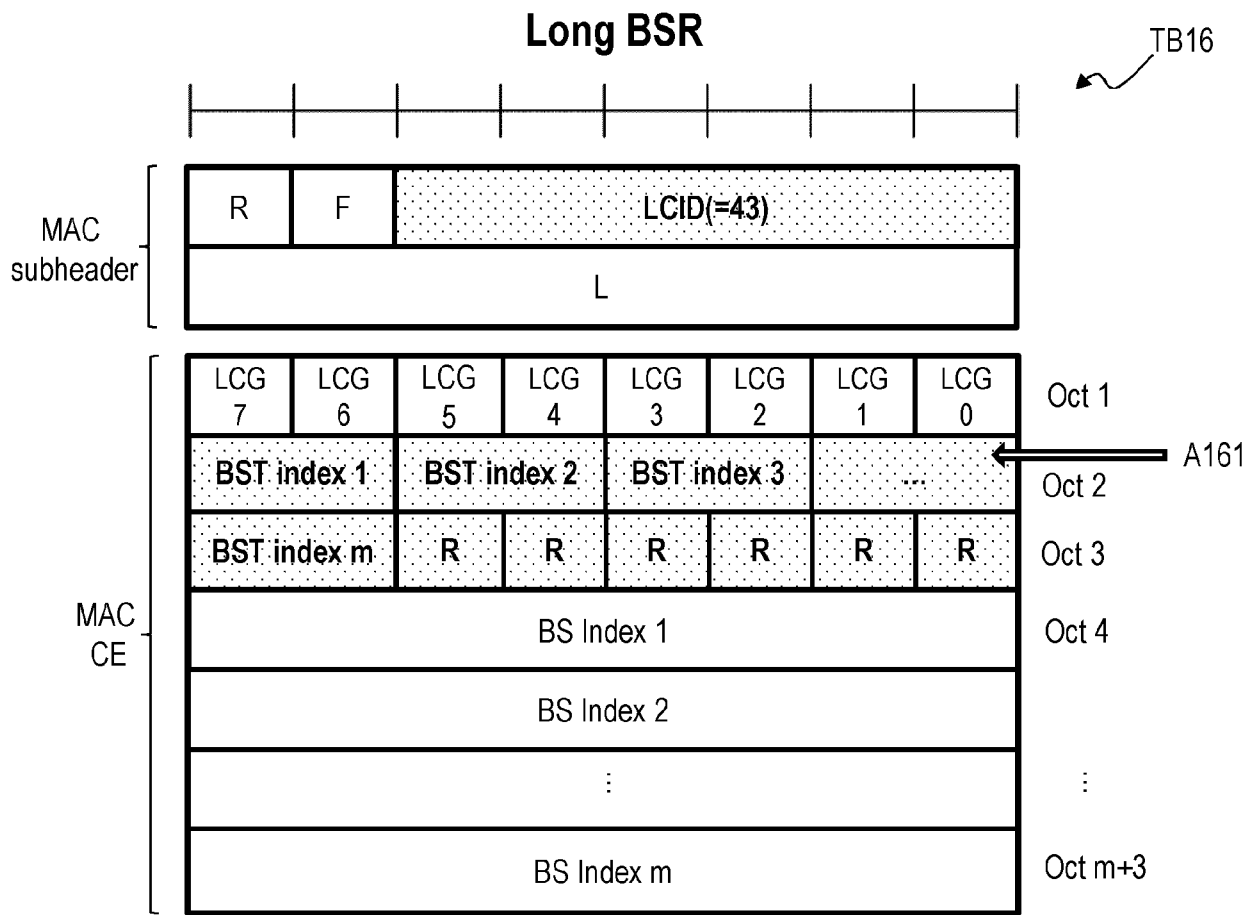 Long BSR
TB16
R F LCID(=43)
MAC
subheader
L
LCG LCG LCG LCG LCG LCG LCG LCG
7 6 5 4 3 2 1 0
Oct 1
BST index 1 BST index 2 BST index 3 ...
A161
Oct 2
BST index m R R R R R R
Oct 3
MAC
CE
BS Index 1
Oct 4
BS Index 2
⋮ ⋮
BS Index m
Oct m+3